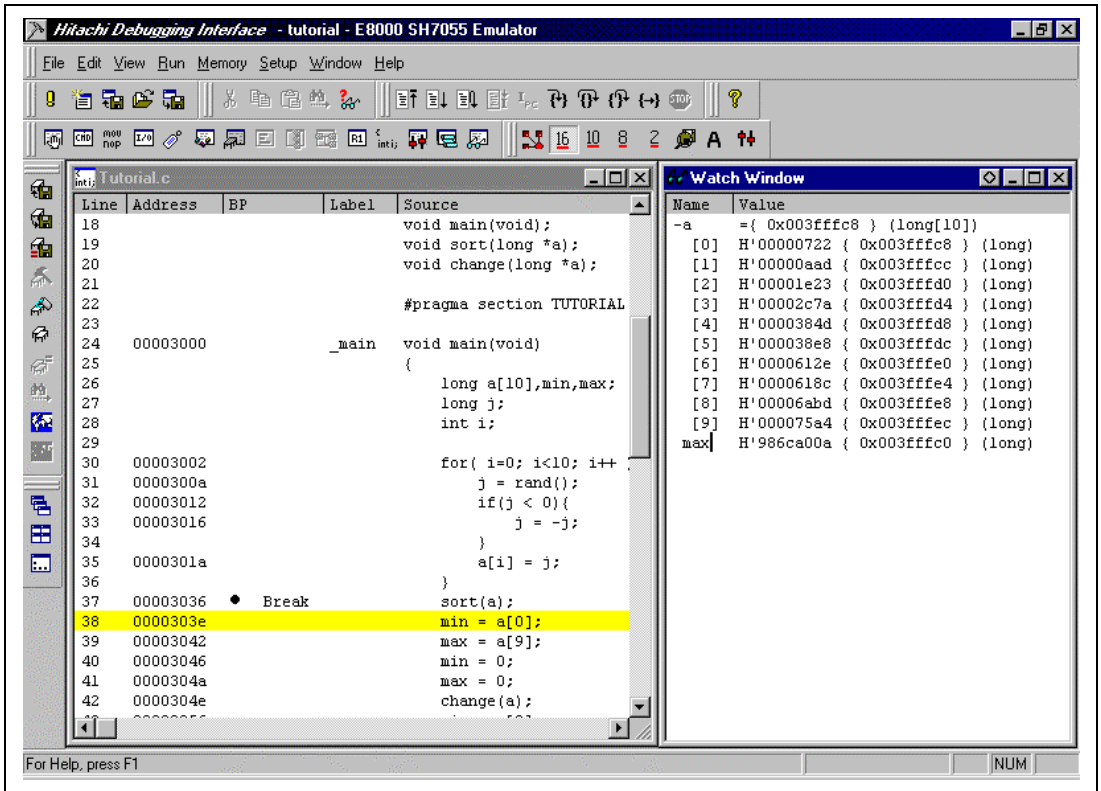 Hitachi Debugging Interface - tutorial - E8000 SH7055 Emulator
File Edit View Run Memory Setup Window Help
PC STOP
CMD mov nop I/O R1 inti; 16 10 8 2 A
inti; Tutorial.c
Line Address BP Label Source
18 void main(void);
19 void sort(long *a);
20 void change(long *a);
21
22 #pragma section TUTORIAL
23
24 00003000 _main void main(void)
25 {
26 long a[10],min,max;
27 long j;
28 int i;
29
30 00003002 for( i=0; i<10; i++
31 0000300a j = rand();
32 00003012 if(j < 0){
33 00003016 j = -j;
34 }
35 0000301a a[i] = j;
36 }
37 00003036 ● Break sort(a);
38 0000303e min = a[0];
39 00003042 max = a[9];
40 00003046 min = 0;
41 0000304a max = 0;
42 0000304e change(a);
Watch Window
Name Value
-a ={ 0x003fffc8 } (long[10])
[0] H'00000722 { 0x003fffc8 } (long)
[1] H'00000aad { 0x003fffcc } (long)
[2] H'00001e23 { 0x003fffd0 } (long)
[3] H'00002c7a { 0x003fffd4 } (long)
[4] H'0000384d { 0x003fffd8 } (long)
[5] H'000038e8 { 0x003fffdc } (long)
[6] H'0000612e { 0x003fffe0 } (long)
[7] H'0000618c { 0x003fffe4 } (long)
[8] H'00006abd { 0x003fffe8 } (long)
[9] H'000075a4 { 0x003fffec } (long)
max H'986ca00a { 0x003fffc0 } (long)
For Help, press F1 NUM